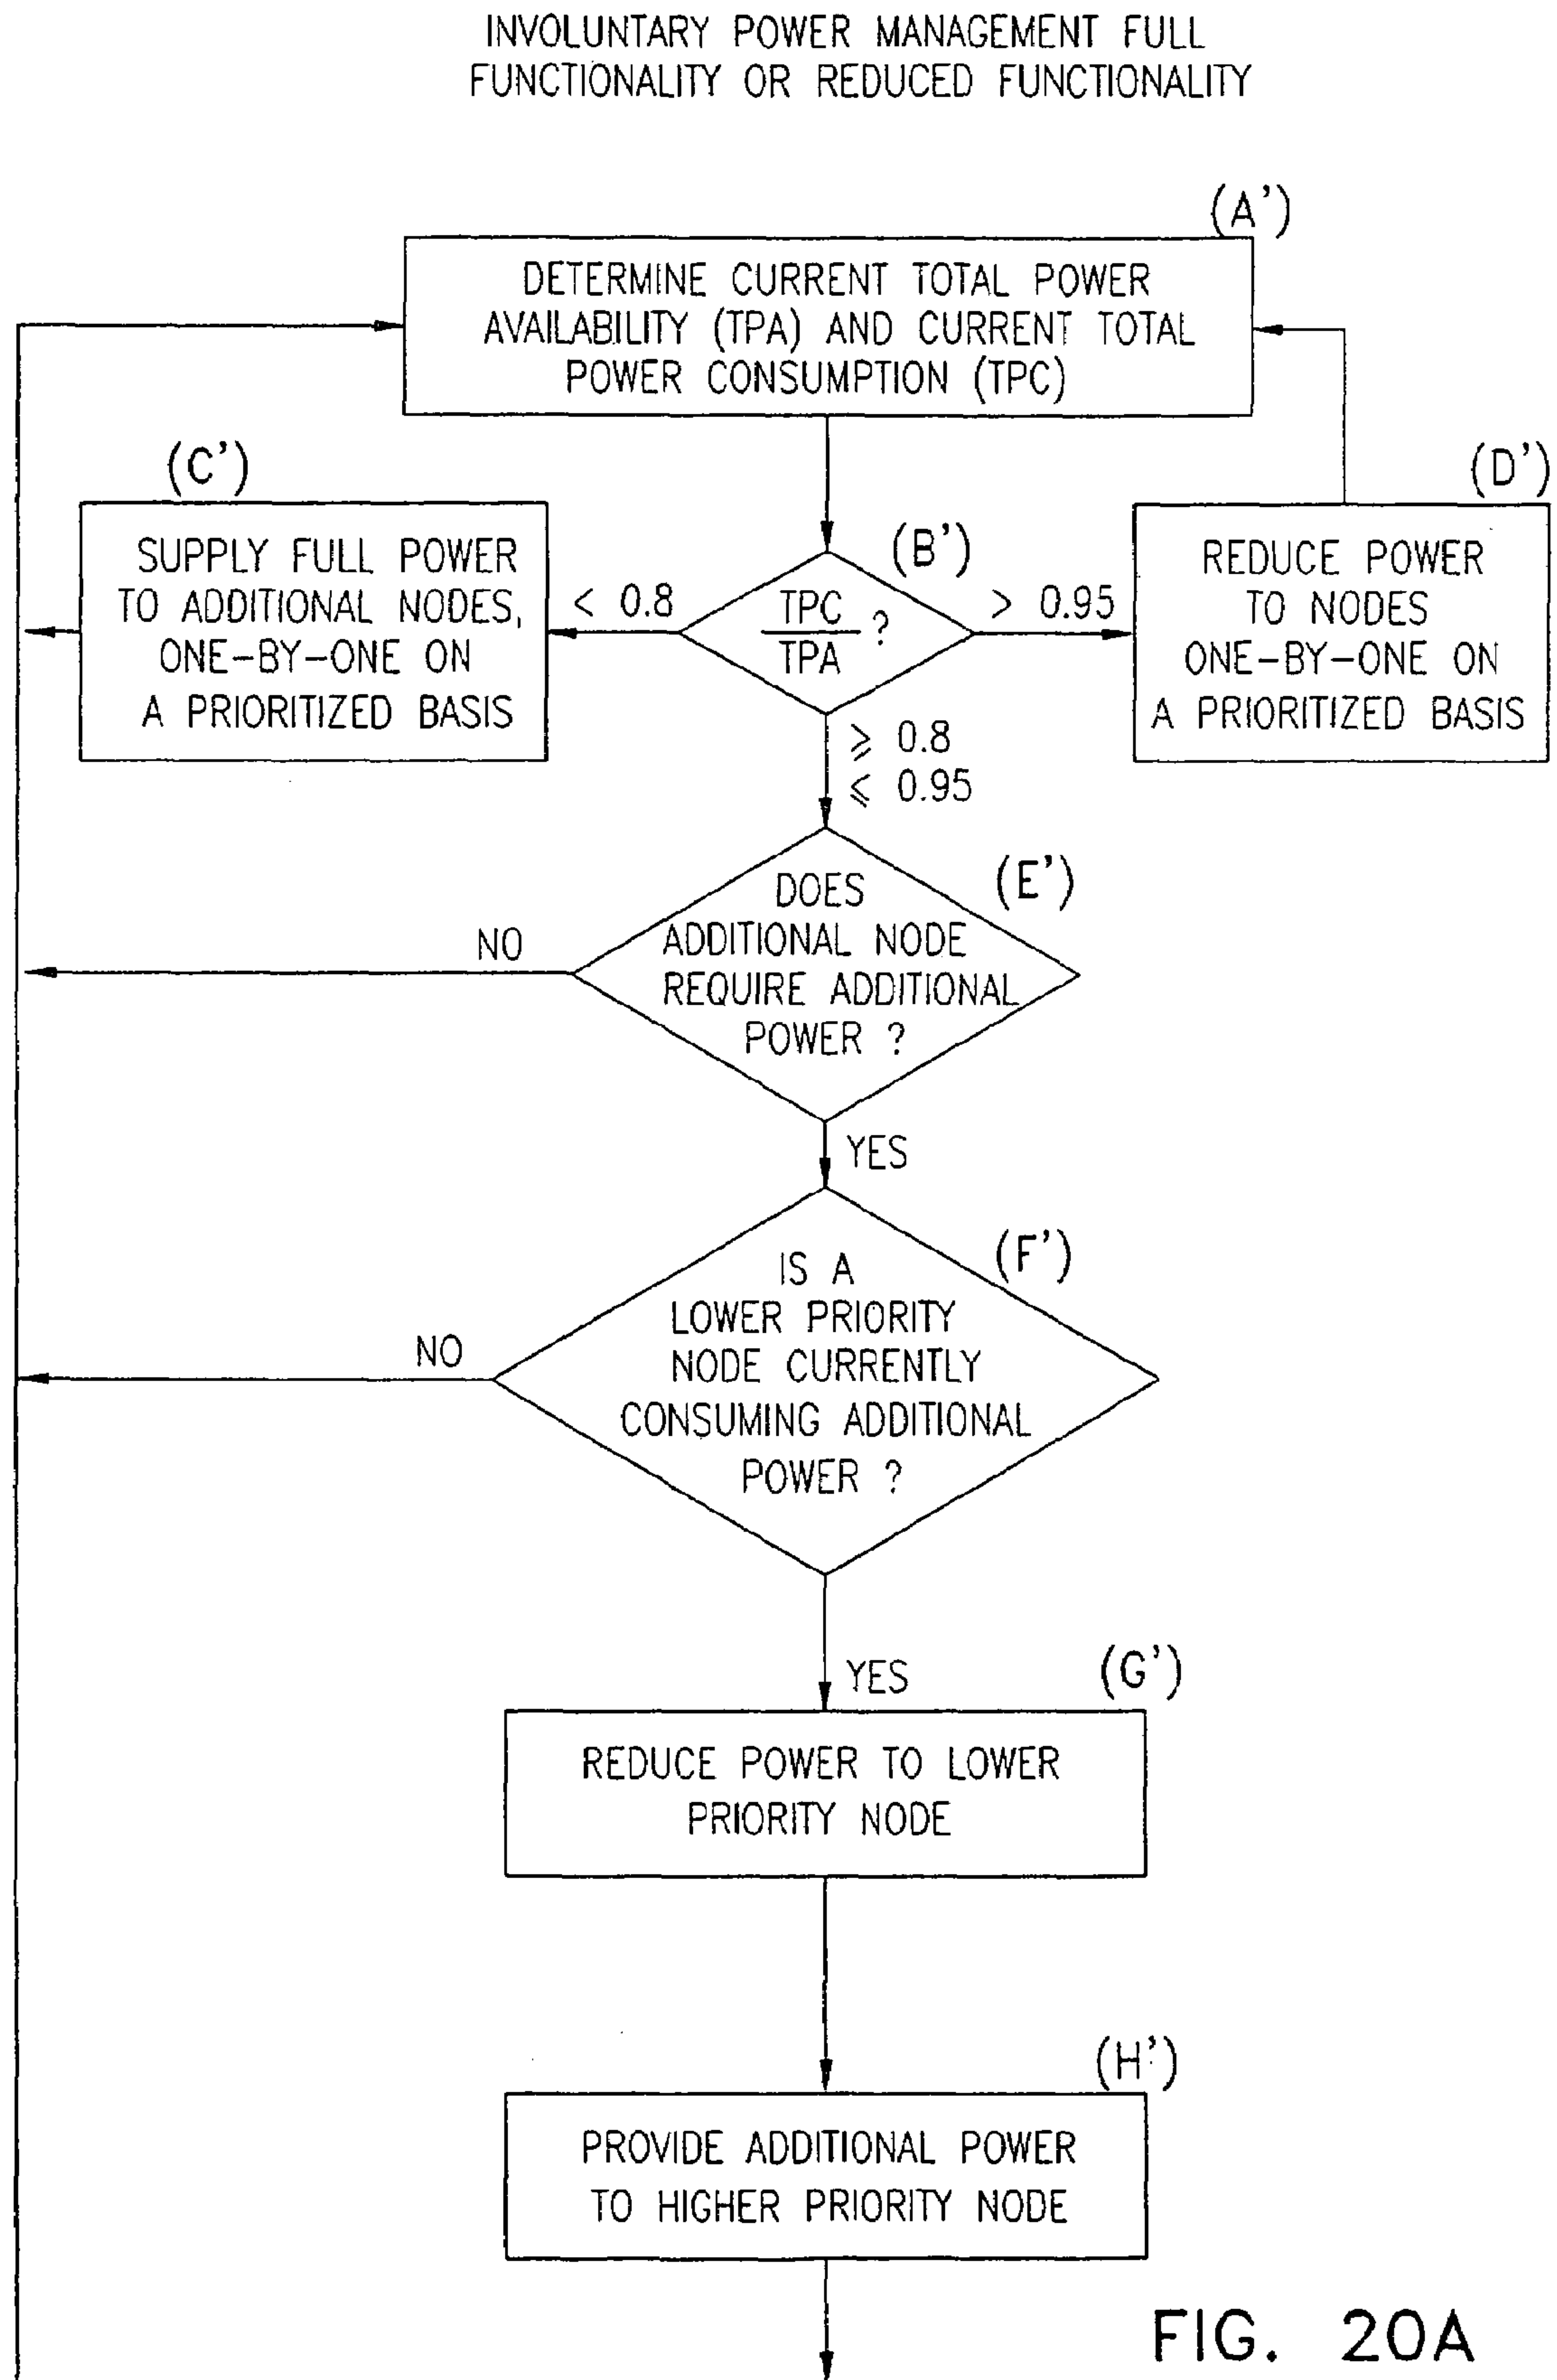 INVOLUNTARY POWER MANAGEMENT FULL
FUNCTIONALITY OR REDUCED FUNCTIONALITY
(A')
DETERMINE CURRENT TOTAL POWER
AVAILABILITY (TPA) AND CURRENT TOTAL
POWER CONSUMPTION (TPC)
(C')
SUPPLY FULL POWER
TO ADDITIONAL NODES,
ONE-BY-ONE ON
A PRIORITIZED BASIS
< 0.8
(B')
TPC
TPA
?
> 0.95
(D')
REDUCE POWER
TO NODES
ONE-BY-ONE ON
A PRIORITIZED BASIS
⩾ 0.8
⩽ 0.95
(E')
DOES
ADDITIONAL NODE
REQUIRE ADDITIONAL
POWER ?
NO
YES
(F')
IS A
LOWER PRIORITY
NODE CURRENTLY
CONSUMING ADDITIONAL
POWER ?
NO
YES
(G')
REDUCE POWER TO LOWER
PRIORITY NODE
(H')
PROVIDE ADDITIONAL POWER
TO HIGHER PRIORITY NODE
FIG. 20A